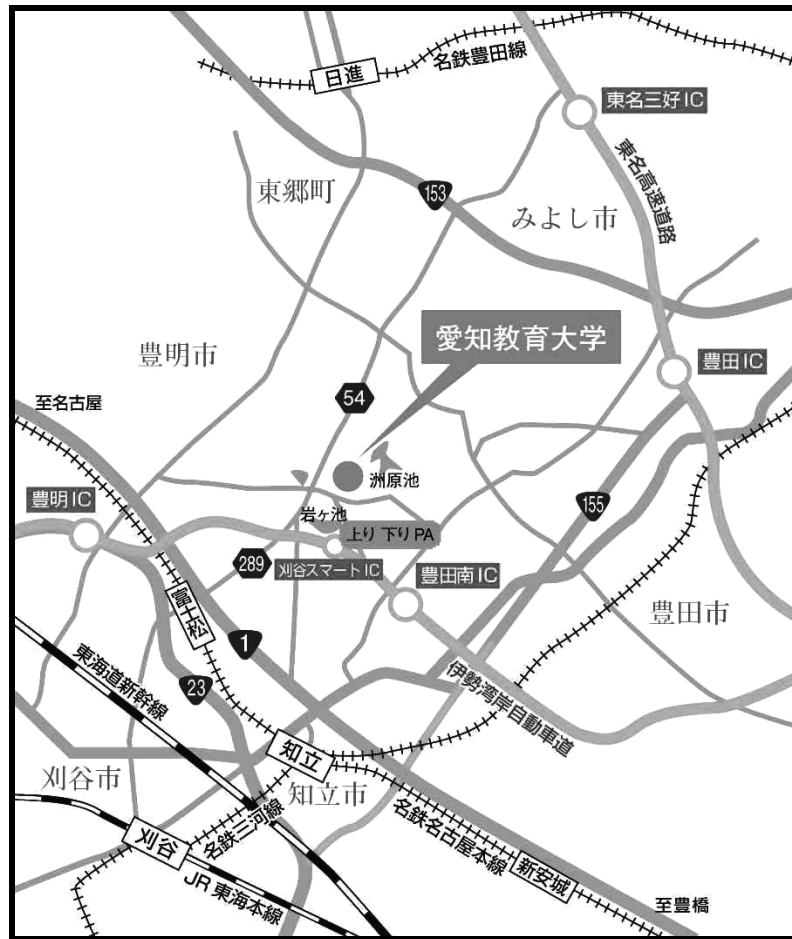 名鉄豊田線
日進
東名三好IC
東郷町
153
みよし市
東名高速道路
愛知教育大学
豊明市
豊田IC
至名古屋
54
洲原池
豊明IC
岩ヶ池
上り 下りPA
155
289
刈谷スマートIC
豊田南IC
富士松
豊田市
1
東海道新幹線
23
伊勢湾岸自動車道
知立
刈谷市
知立市
名鉄三河線
名鉄名古屋本線
刈谷
新安城
JR東海本線
至豊橋